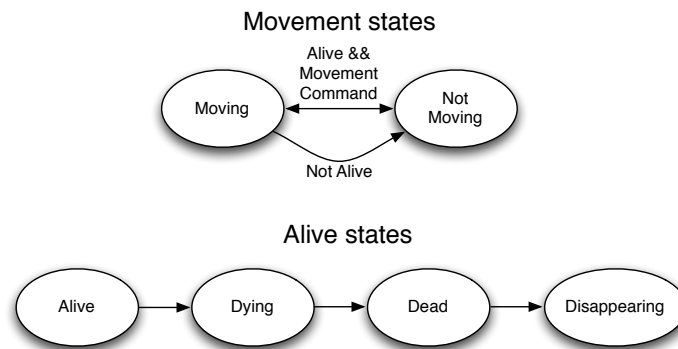 Movement states
Alive &&
Movement
Command
Moving
Not
Moving
Not Alive
Alive states
Alive
Dying
Dead
Disappearing